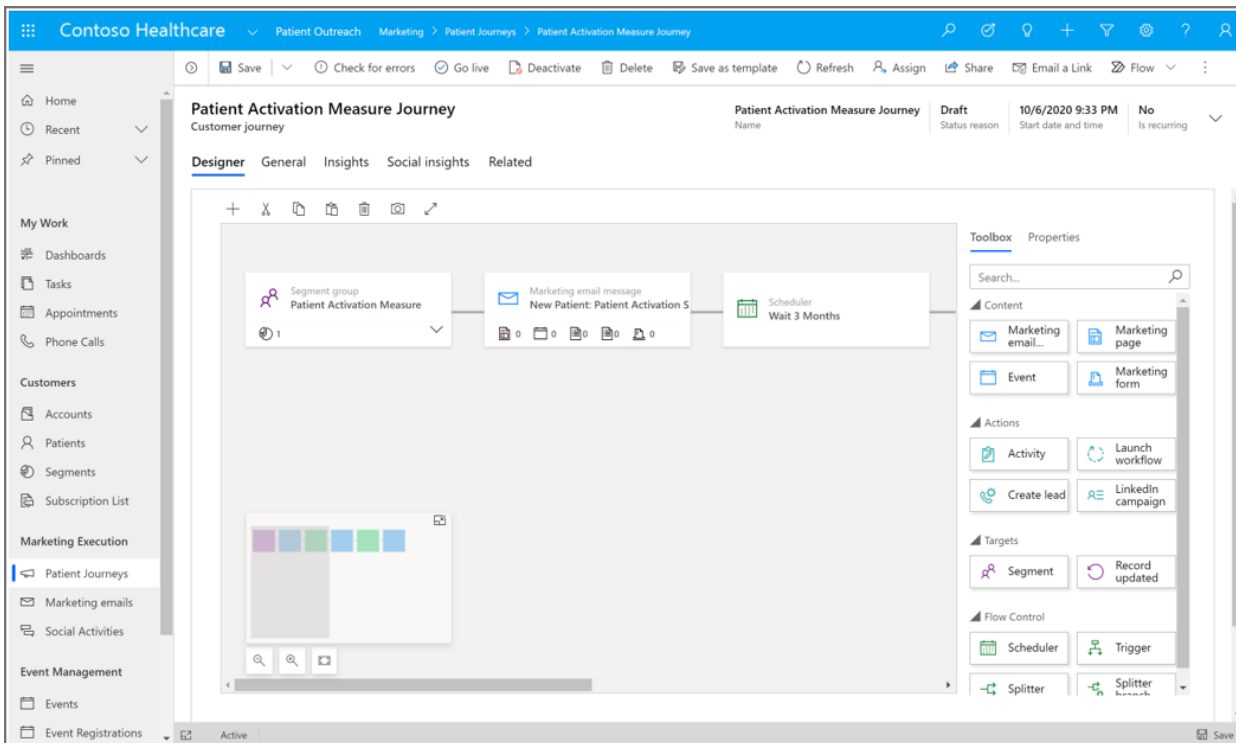 Contoso Healthcare Patient Outreach Marketing > Patient Journeys > Patient Activation Measure Journey
Save Check for errors Go live Deactivate Delete Save as template Refresh Assign Share Email a Link Flow
Home
Recent
Pinned
My Work
Dashboards
Tasks
Appointments
Phone Calls
Customers
Accounts
Patients
Segments
Subscription List
Marketing Execution
Patient Journeys
Marketing emails
Social Activities
Event Management
Events
Event Registrations
Patient Activation Measure Journey
Customer journey
Patient Activation Measure Journey
Name
Draft
Status reason
10/6/2020 9:33 PM
Start date and time
No
Is recurring
Designer General Insights Social insights Related
Segment group
Patient Activation Measure
1
Marketing email message
New Patient: Patient Activation S
0 0 0 0 0
Scheduler
Wait 3 Months
Toolbox Properties
Search...
Content
Marketing
email...
Marketing
page
Event
Marketing
form
Actions
Activity
Launch
workflow
Create lead
LinkedIn
campaign
Targets
Segment
Record
updated
Flow Control
Scheduler
Trigger
Splitter
Splitter
branch
Active
Save